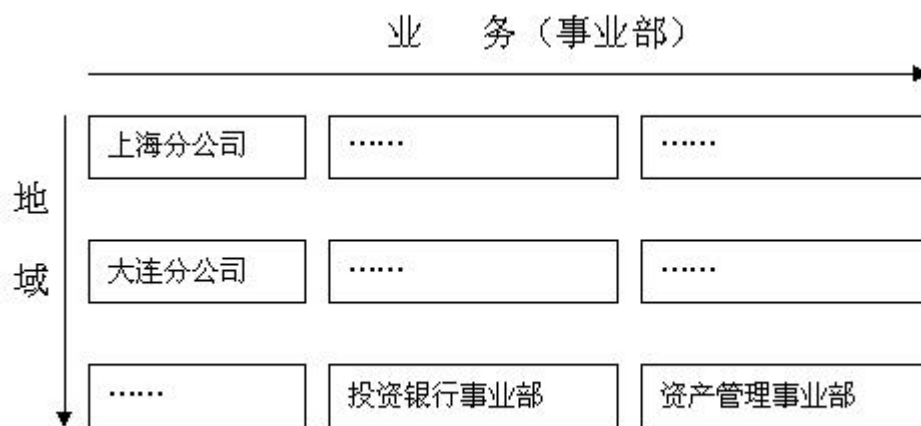 业 务（事业部）
上海分公司 …… ……
地
域
大连分公司 …… ……
…… 投资银行事业部 资产管理事业部